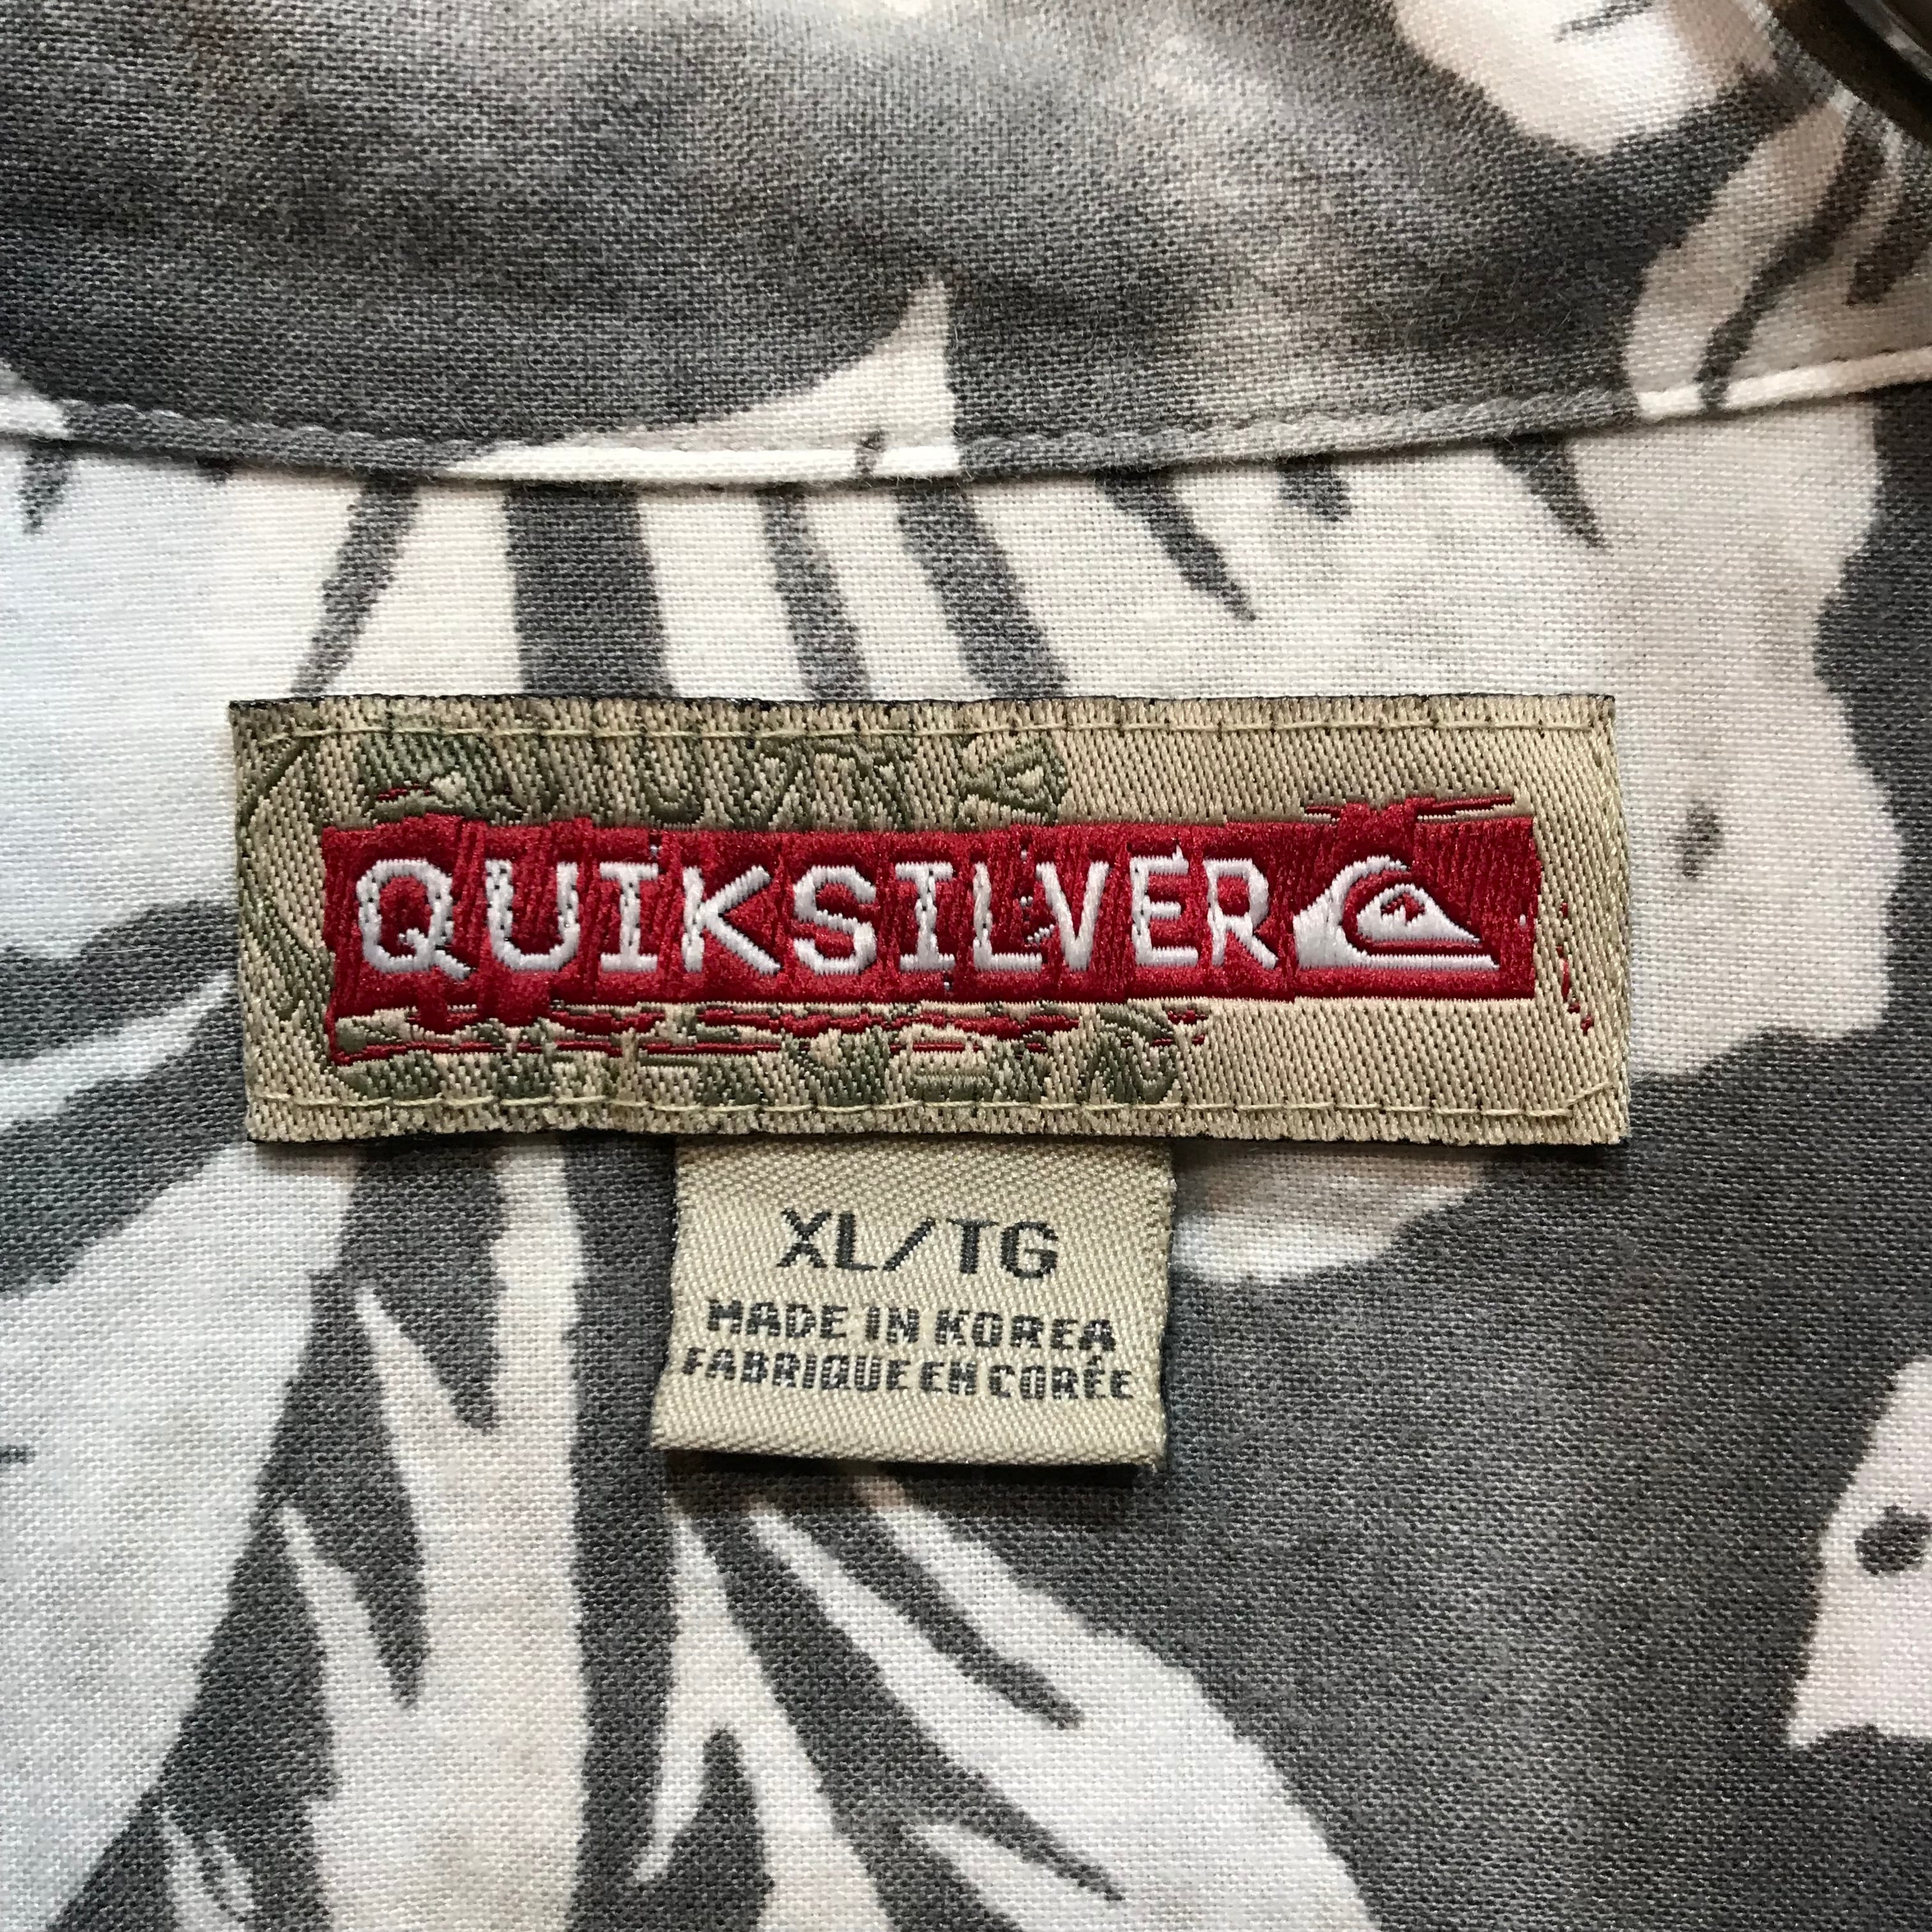 QUIKSILVER
XL/TG
MADE IN KOREA
FABRIQUE EN CORÉE